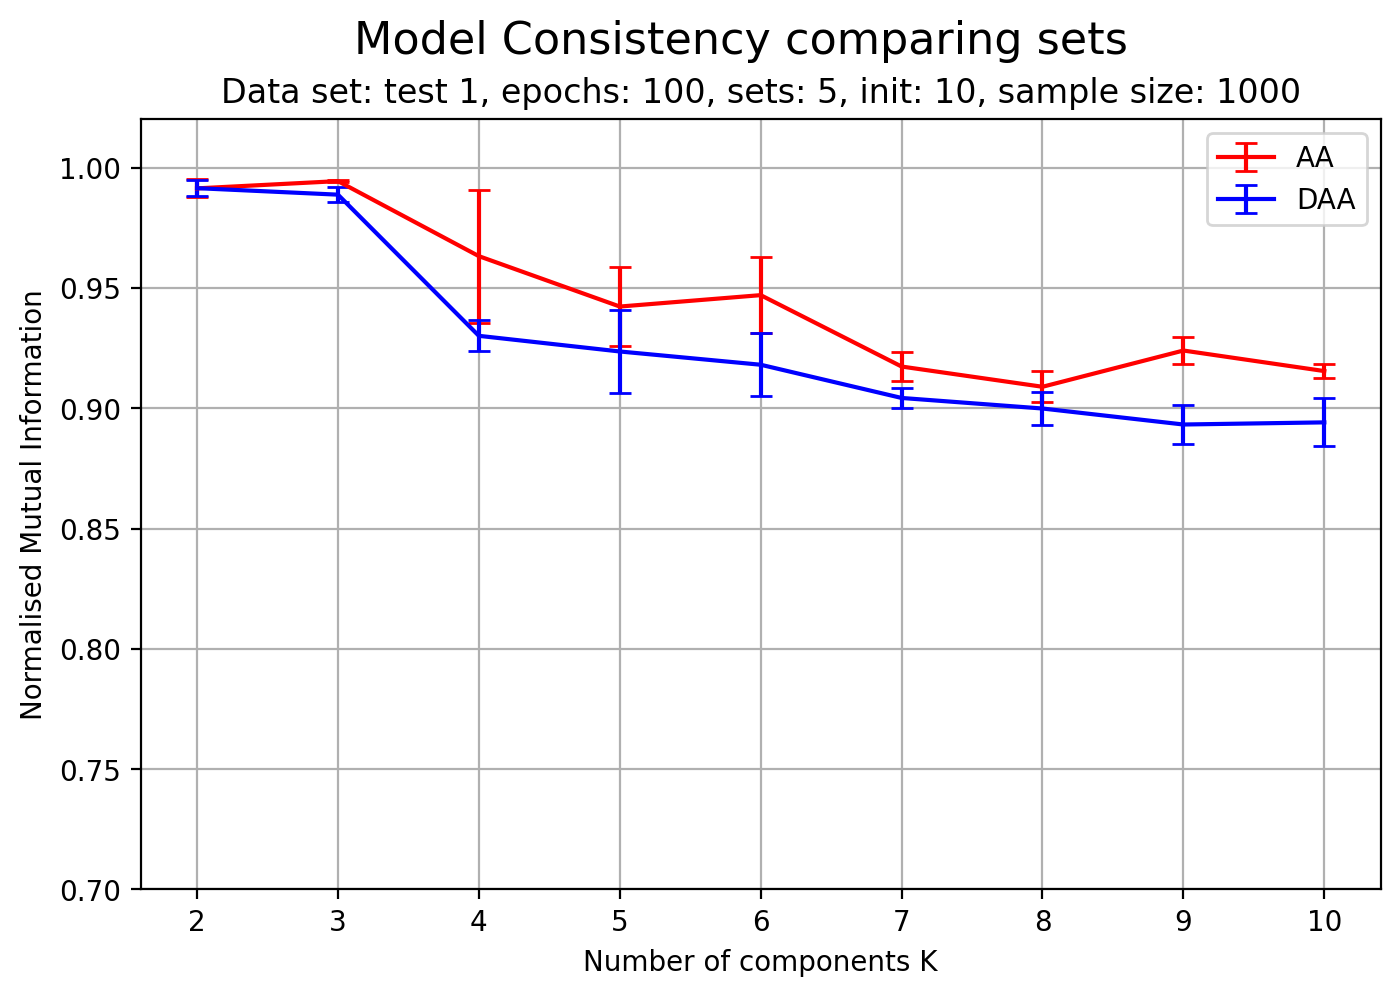 Model Consistency comparing sets
Data set: test 1, epochs: 100, sets: 5, init: 10, sample size: 1000
AA
DAA
1.00
0.95
0.90
0.85
0.80
0.75
0.70
Normalised Mutual Information
2 3 4 5 6 7 8 9 10
Number of components K